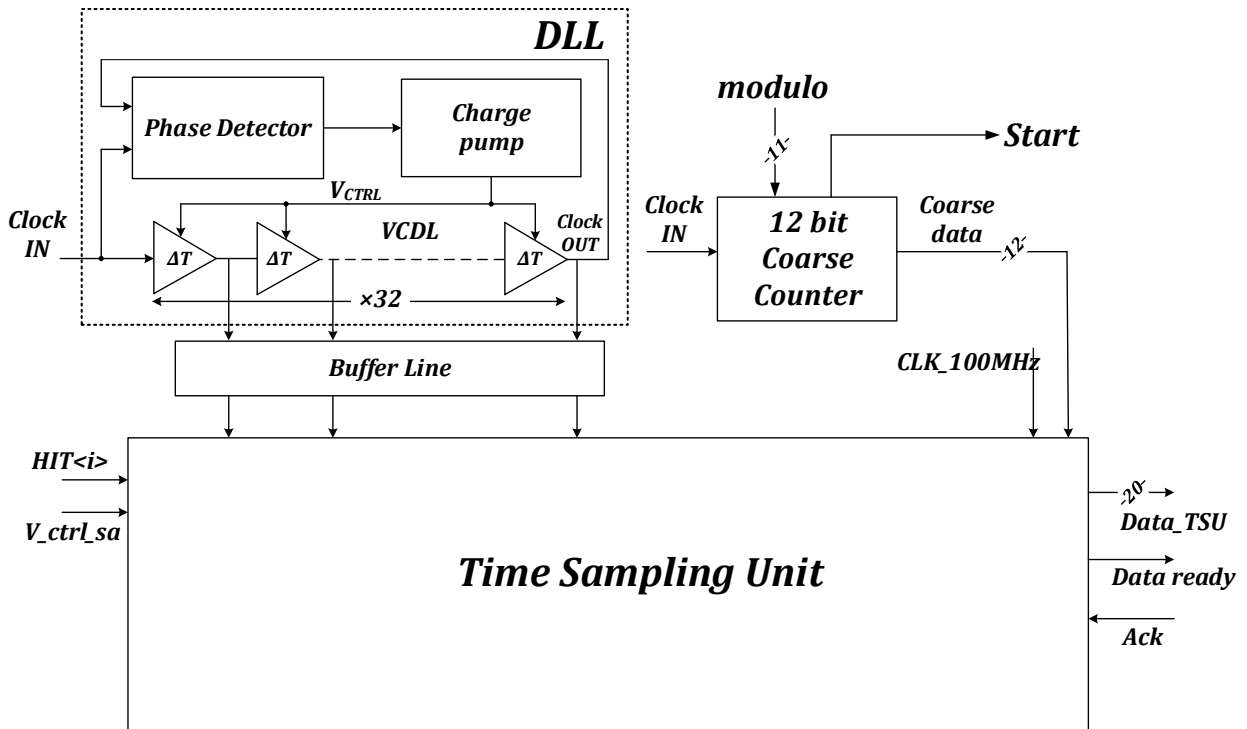 DLL
Phase Detector
Charge
pump
V_CTRL
Clock
IN
ΔT
ΔT
VCDL
ΔT
Clock
OUT
×32
Buffer Line
modulo
-11-
Start
Clock
IN
12 bit
Coarse
Counter
Coarse
data
-12-
CLK_100MHz
HIT<i>
V_ctrl_sa
Time Sampling Unit
-20-
Data_TSU
Data ready
Ack